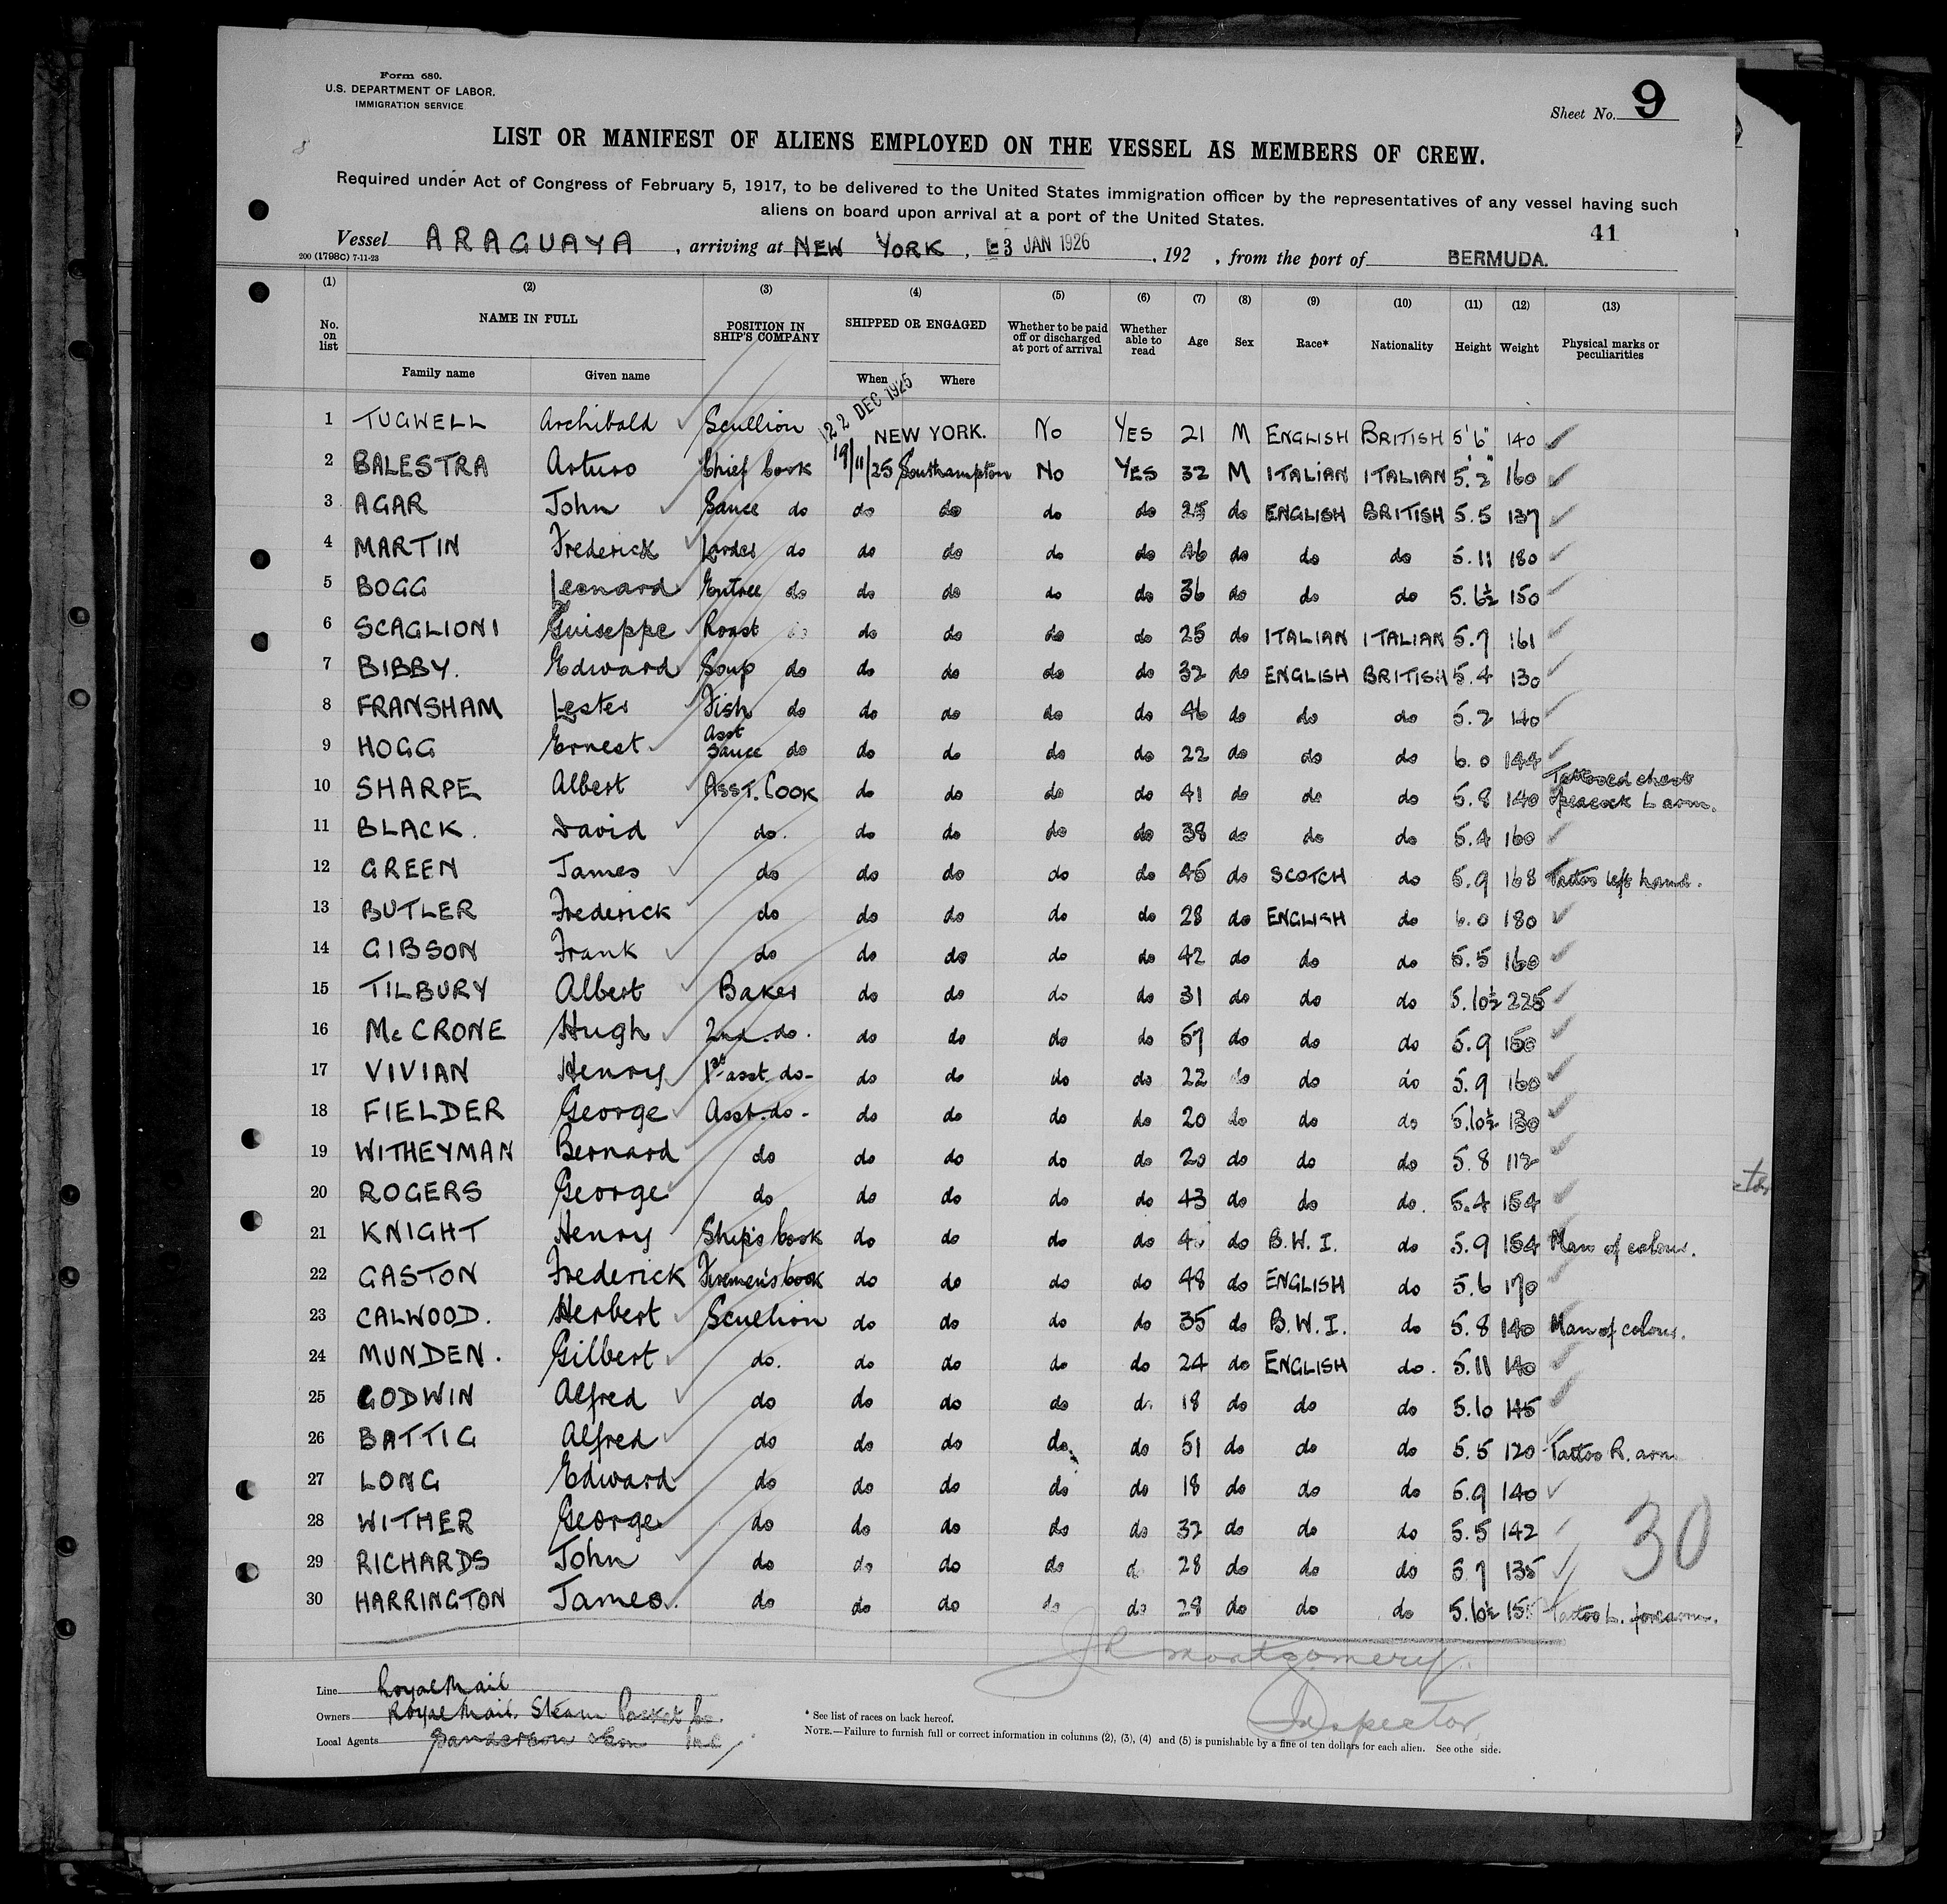 Form 680.
U.S. DEPARTMENT OF LABOR.
IMMIGRATION SERVICE
Sheet No. 9
LIST OR MANIFEST OF ALIENS EMPLOYED ON THE VESSEL AS MEMBERS OF CREW.
Required under Act of Congress of February 5, 1917, to be delivered to the United States immigration officer by the representatives of any vessel having such
aliens on board upon arrival at a port of the United States.
41
Vessel ARAGUAYA, arriving at NEW YORK, 3 JAN 1926, 192 , from the port of BERMUDA.
200 (1798C) 7-11-23
(1) (2) (3) (4) (5) (6) (7) (8) (9) (10) (11) (12) (13)
No. on list NAME IN FULL POSITION IN SHIP'S COMPANY SHIPPED OR ENGAGED Whether to be paid off or discharged at port of arrival Whether able to read Age Sex Race* Nationality Height Weight Physical marks or peculiarities
Family name Given name When Where
22 DEC 1925
1 TUGWELL Archibald Scullion NEW YORK. No YES 21 M ENGLISH BRITISH 5'6" 140
2 BALESTRA Arturo Chief Cook 19/11/25 Southampton No YES 32 M ITALIAN ITALIAN 5'.2" 160
3 AGAR John Sauce do do do do do 25 do ENGLISH BRITISH 5.5 137
4 MARTIN Frederick Larder do do do do do 46 do do do 5.11 180
5 BOGG Leonard Entree do do do do do 36 do do do 5.6½ 150
6 SCAGLIONI Guiseppe Roast do do do do do 25 do ITALIAN ITALIAN 5.7 161
7 BIBBY. Edward Soup do do do do do 32 do ENGLISH BRITISH 5.4 130
8 FRANSHAM Lester Fish do do do do do 46 do do do 5.2 140
9 HOGG Ernest Asst Sauce do do do do do 22 do do do 6.0 144
10 SHARPE Albert ASST. COOK do do do do 41 do do do 5.8 140 Tattooed chest peacock L arm.
11 BLACK. David do. do do do do 38 do do do 5.4 160
12 GREEN James do do do do do 45 do SCOTCH do 5.9 168 Tattoo left hand.
13 BUTLER Frederick do do do do do 28 do ENGLISH do 6.0 180
14 GIBSON Frank do do do do do 42 do do do 5.5 160
15 TILBURY Albert Baker do do do do 31 do do do 5.10½ 225
16 McCRONE Hugh 2nd. do. do do do do 57 do do do 5.9 150
17 VIVIAN Henry 1st asst. do- do do do do 22 do do do 5.9 160
18 FIELDER George Asst. do- do do do do 20 do do do 5.10½ 130
19 WITHEYMAN Bernard do do do do do 20 do do do 5.8 112
20 ROGERS George do do do do do 43 do do do. 5.4 154
21 KNIGHT Henry Ship's Cook do do do do do B.W.I. do 5.9 154 Man of colour.
22 GASTON Frederick Firemen's Cook do do do do 48 do ENGLISH do 5.6 170
23 CALWOOD. Herbert Scullion do do do do 35 do B.W.I. do 5.8 140 Man of colour.
24 MUNDEN. Gilbert do. do do do do 24 do ENGLISH do. 5.11 140
25 GODWIN Alfred do do do do do 18 do do do 5.10 145
26 BATTIG Alfred do do do do do 51 do do do 5.5 120 Tattoo R. arm
27 LONG Edward do do do do do 18 do do do 5.9 140
28 WITHER George do do do do do 32 do do do 5.5 142
29 RICHARDS John do do do do do 28 do do do 5.7 135
30 HARRINGTON James. do do do do do 28 do do do 5.10½ Tattoo L. forearm.
30
Montgomery
Inspector
Line Royal Mail
Owners Royal Mail Steam Packet Co.
Local Agents Sanderson & Son Inc
* See list of races on back hereof.
NOTE.—Failure to furnish full or correct information in columns (2), (3), (4) and (5) is punishable by a fine of ten dollars for each alien. See othe side.